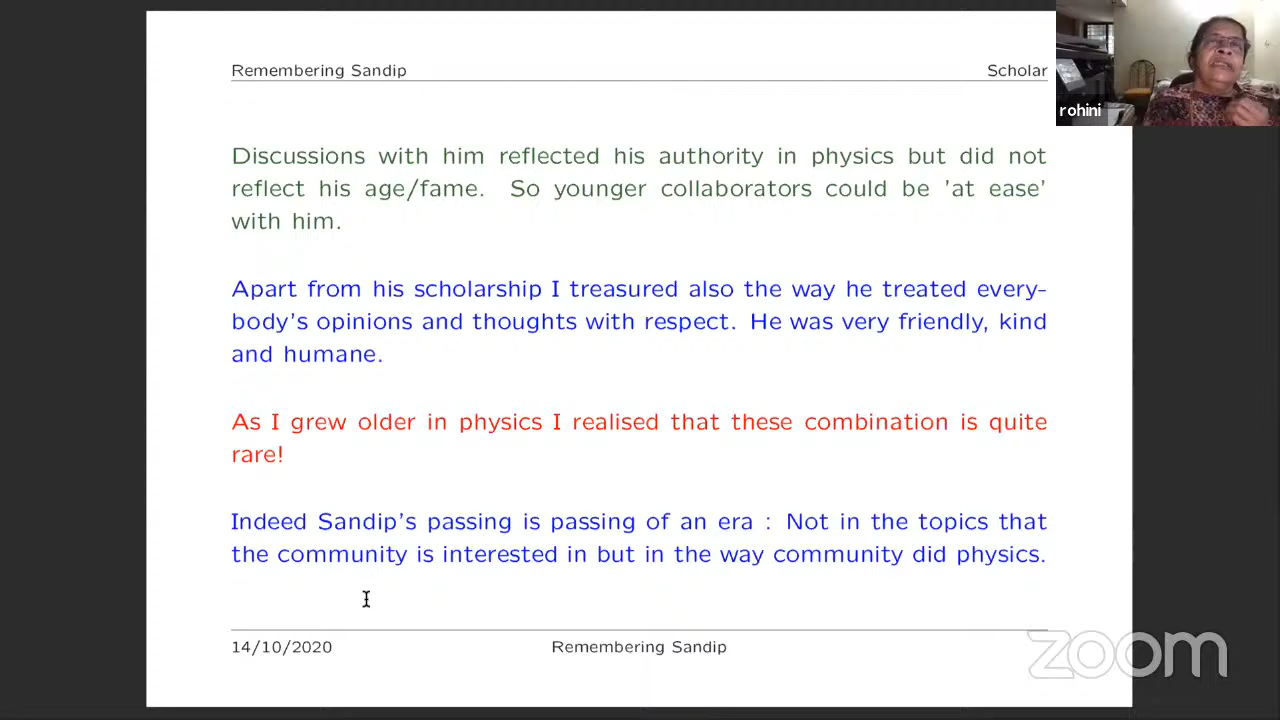 Remembering Sandip
Scholar
rohini
Discussions with him reflected his authority in physics but did not
reflect his age/fame. So younger collaborators could be 'at ease'
with him.
Apart from his scholarship I treasured also the way he treated every-
body's opinions and thoughts with respect. He was very friendly, kind
and humane.
As I grew older in physics I realised that these combination is quite
rare!
Indeed Sandip's passing is passing of an era : Not in the topics that
the community is interested in but in the way community did physics.
14/10/2020
Remembering Sandip
zoom